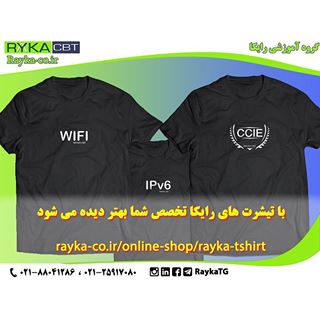 گروه آموزشی رایکا
RYKA CBT
Rayka-co.ir
WIFI
CCIE
IPv6
با تیشرت های رایکا تخصص شما بهتر دیده می شود
rayka-co.ir/online-shop/rayka-tshirt
۰۲۱-۸۸۰۴۱۲۸۶ ، ۰۲۱-۲۵۹۱۷۰۸۰
RaykaTG